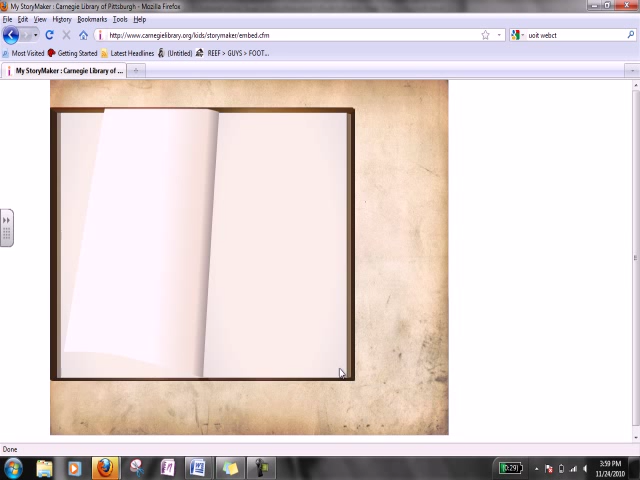 My StoryMaker : Carnegie Library of Pittsburgh - Mozilla Firefox
File Edit View History Bookmarks Tools Help
http://www.carnegielibrary.org/kids/storymaker/embed.cfm
uoit webct
Most Visited Getting Started Latest Headlines (Untitled) REEF > GUYS > FOOT...
My StoryMaker : Carnegie Library of ...
Done
0:29
3:59 PM
11/24/2010